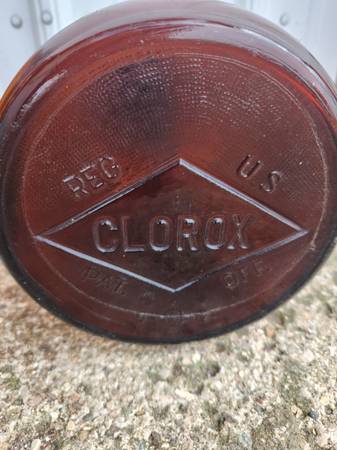 REG U S
CLOROX
PAT. OFF.